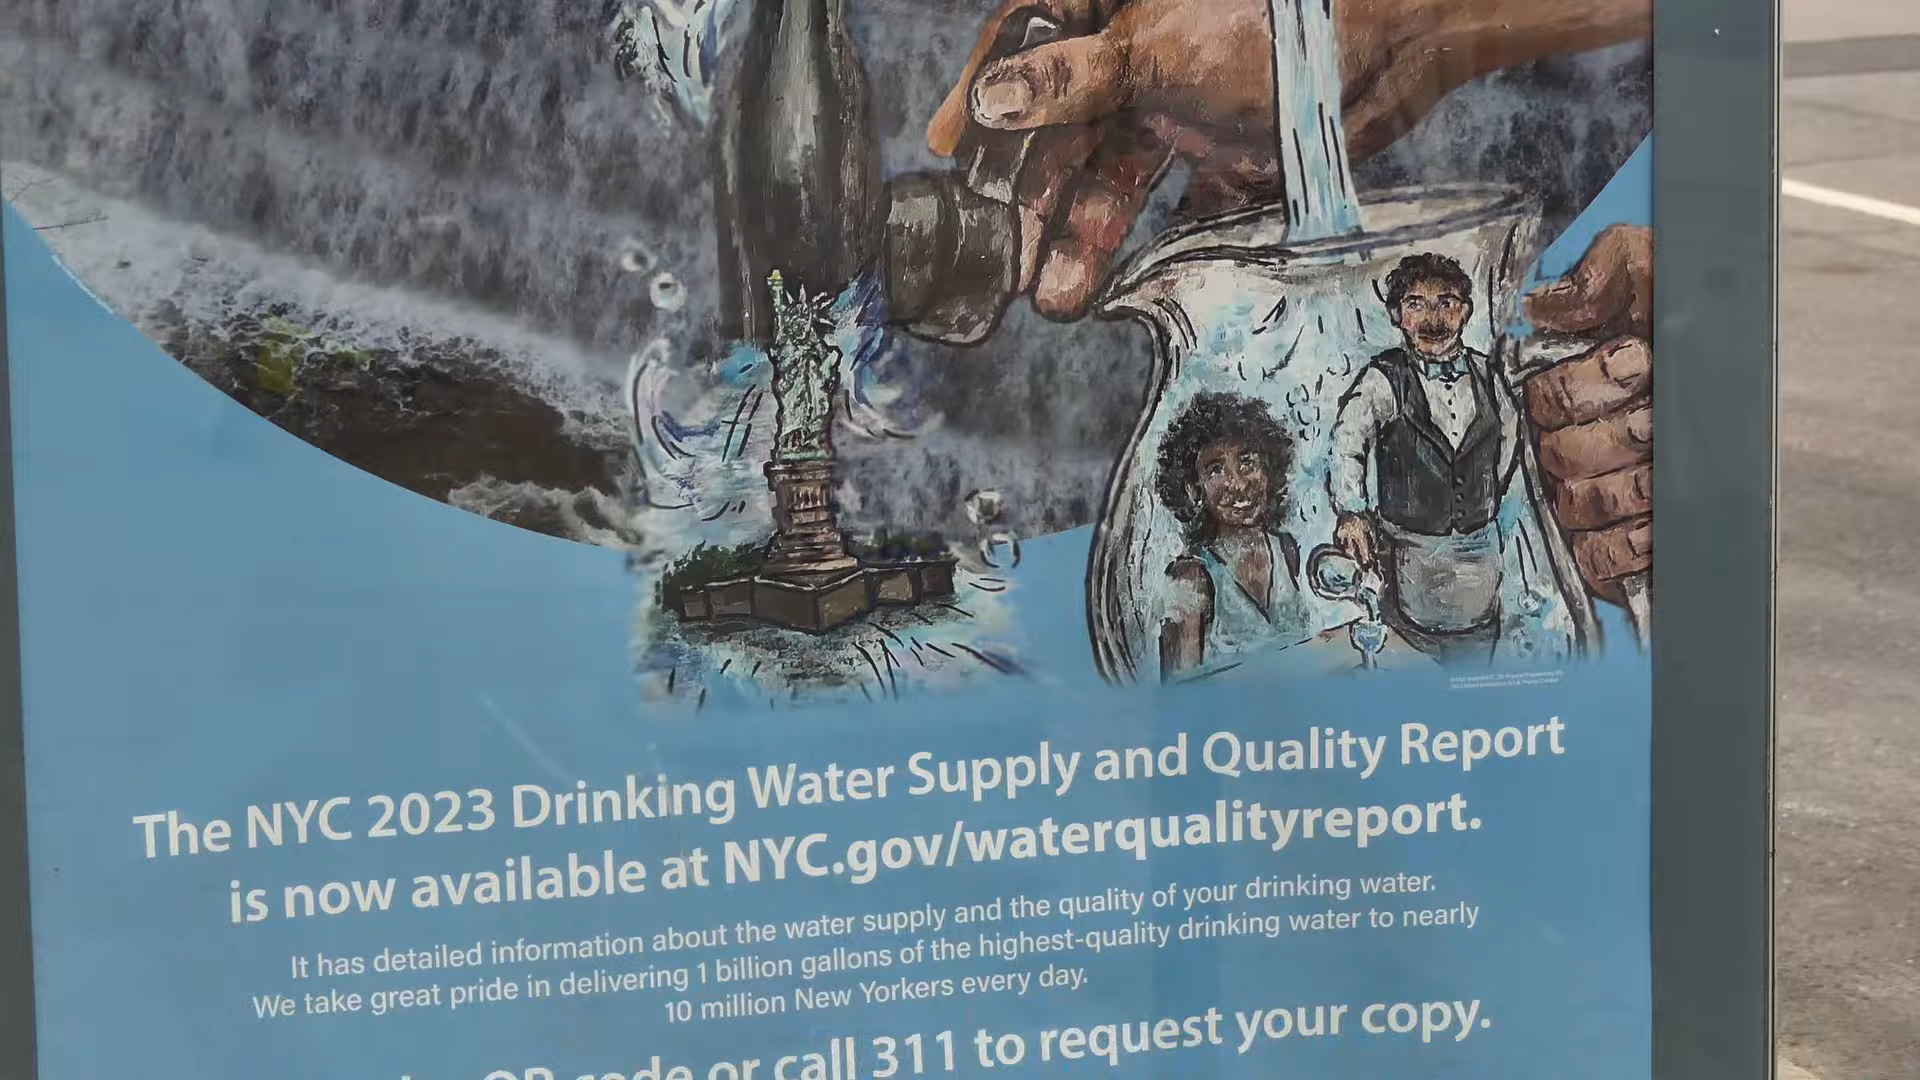 The NYC 2023 Drinking Water Supply and Quality Report
is now available at NYC.gov/waterqualityreport.
It has detailed information about the water supply and the quality of your drinking water.
We take great pride in delivering 1 billion gallons of the highest-quality drinking water to nearly
10 million New Yorkers every day.
QR code or call 311 to request your copy.